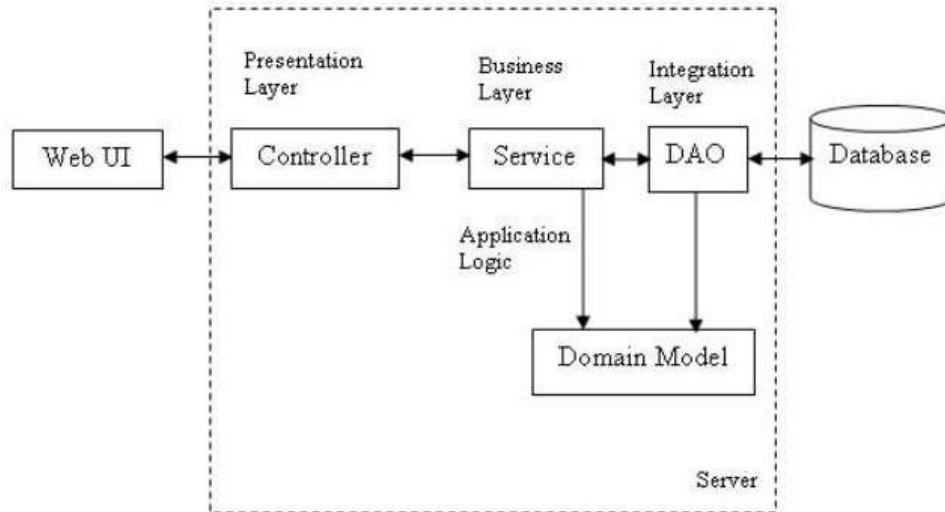 Presentation
Layer
Business
Layer
Integration
Layer
Web UI
Controller
Service
DAO
Database
Application
Logic
Domain Model
Server